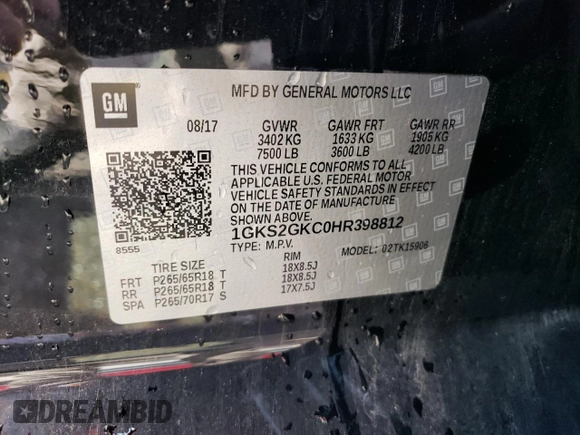 GM
MFD BY GENERAL MOTORS LLC
08/17 GVWR GAWR FRT GAWR RR
3402 KG 1633 KG 1905 KG
7500 LB 3600 LB 4200 LB
THIS VEHICLE CONFORMS TO ALL
APPLICABLE U.S. FEDERAL MOTOR
VEHICLE SAFETY STANDARDS IN EFFECT
ON THE DATE OF MANUFACTURE
SHOWN ABOVE.
1GKS2GKC0HR398812
8555
TYPE: M.P.V. MODEL: 02TK15906
TIRE SIZE RIM
FRT P265/65R18 T 18X8.5J
RR P265/65R18 T 18X8.5J
SPA P265/70R17 S 17X7.5J
DREAMBID